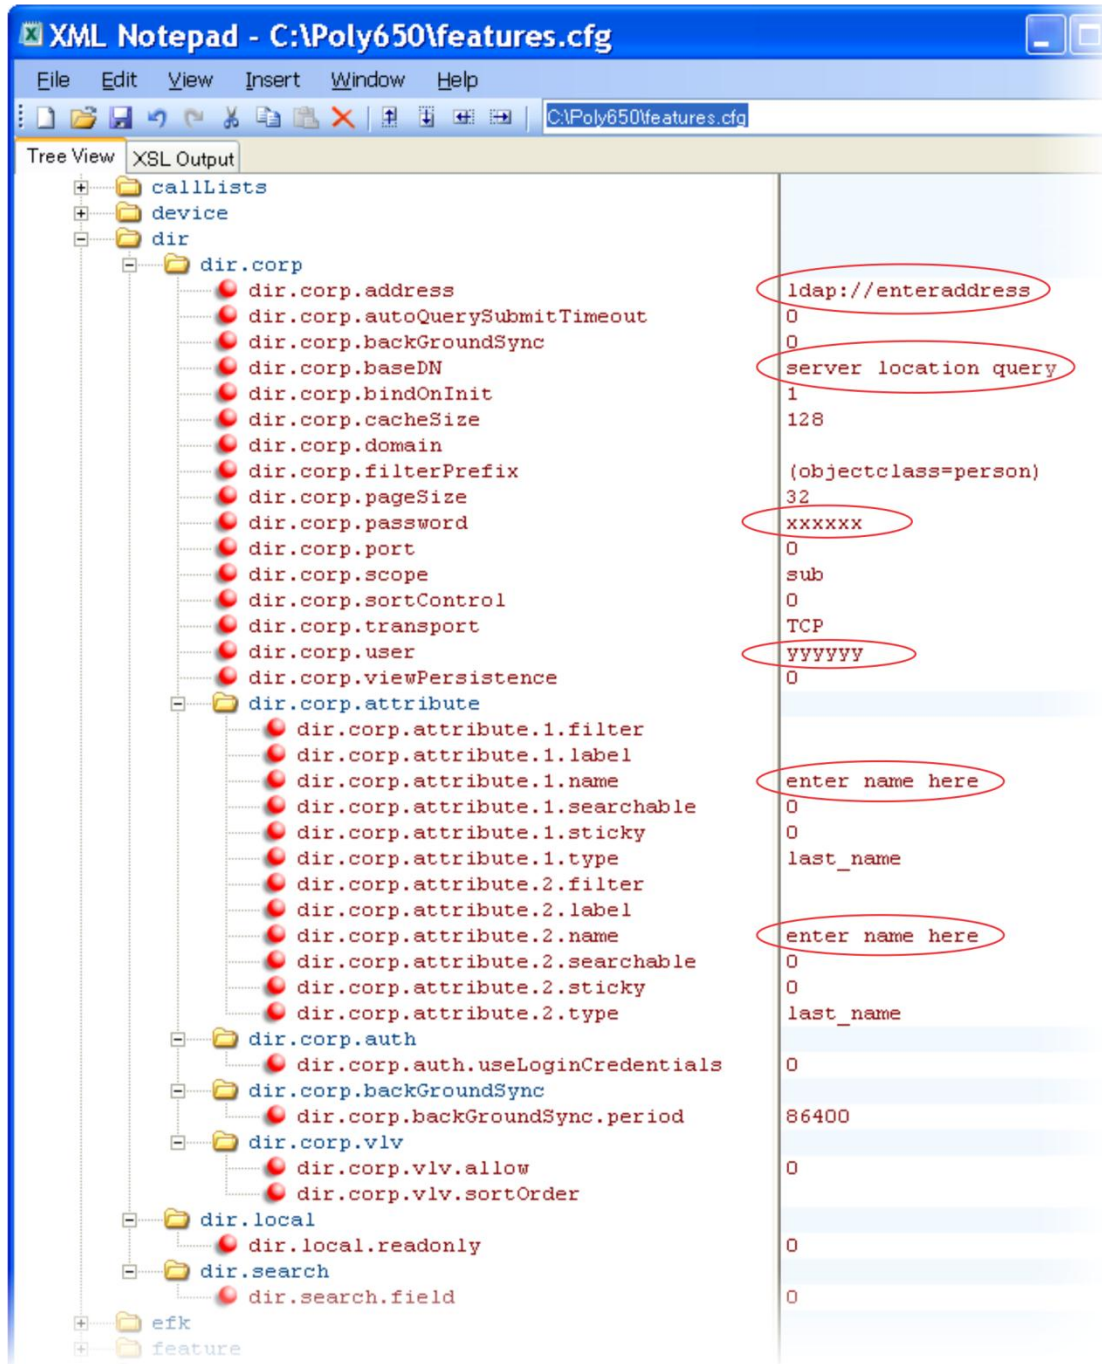 XML Notepad - C:\Poly650\features.cfg
File Edit View Insert Window Help
C:\Poly650\features.cfg
Tree View XSL Output
callLists
device
dir
dir.corp
dir.corp.address ldap://enteraddress
dir.corp.autoQuerySubmitTimeout 0
dir.corp.backGroundSync 0
dir.corp.baseDN server location query
dir.corp.bindOnInit 1
dir.corp.cacheSize 128
dir.corp.domain
dir.corp.filterPrefix (objectclass=person)
dir.corp.pageSize 32
dir.corp.password xxxxxx
dir.corp.port 0
dir.corp.scope sub
dir.corp.sortControl 0
dir.corp.transport TCP
dir.corp.user yyyyyy
dir.corp.viewPersistence 0
dir.corp.attribute
dir.corp.attribute.1.filter
dir.corp.attribute.1.label
dir.corp.attribute.1.name enter name here
dir.corp.attribute.1.searchable 0
dir.corp.attribute.1.sticky 0
dir.corp.attribute.1.type last_name
dir.corp.attribute.2.filter
dir.corp.attribute.2.label
dir.corp.attribute.2.name enter name here
dir.corp.attribute.2.searchable 0
dir.corp.attribute.2.sticky 0
dir.corp.attribute.2.type last_name
dir.corp.auth
dir.corp.auth.useLoginCredentials 0
dir.corp.backGroundSync
dir.corp.backGroundSync.period 86400
dir.corp.vlv
dir.corp.vlv.allow 0
dir.corp.vlv.sortOrder
dir.local
dir.local.readonly 0
dir.search
dir.search.field 0
efk
feature